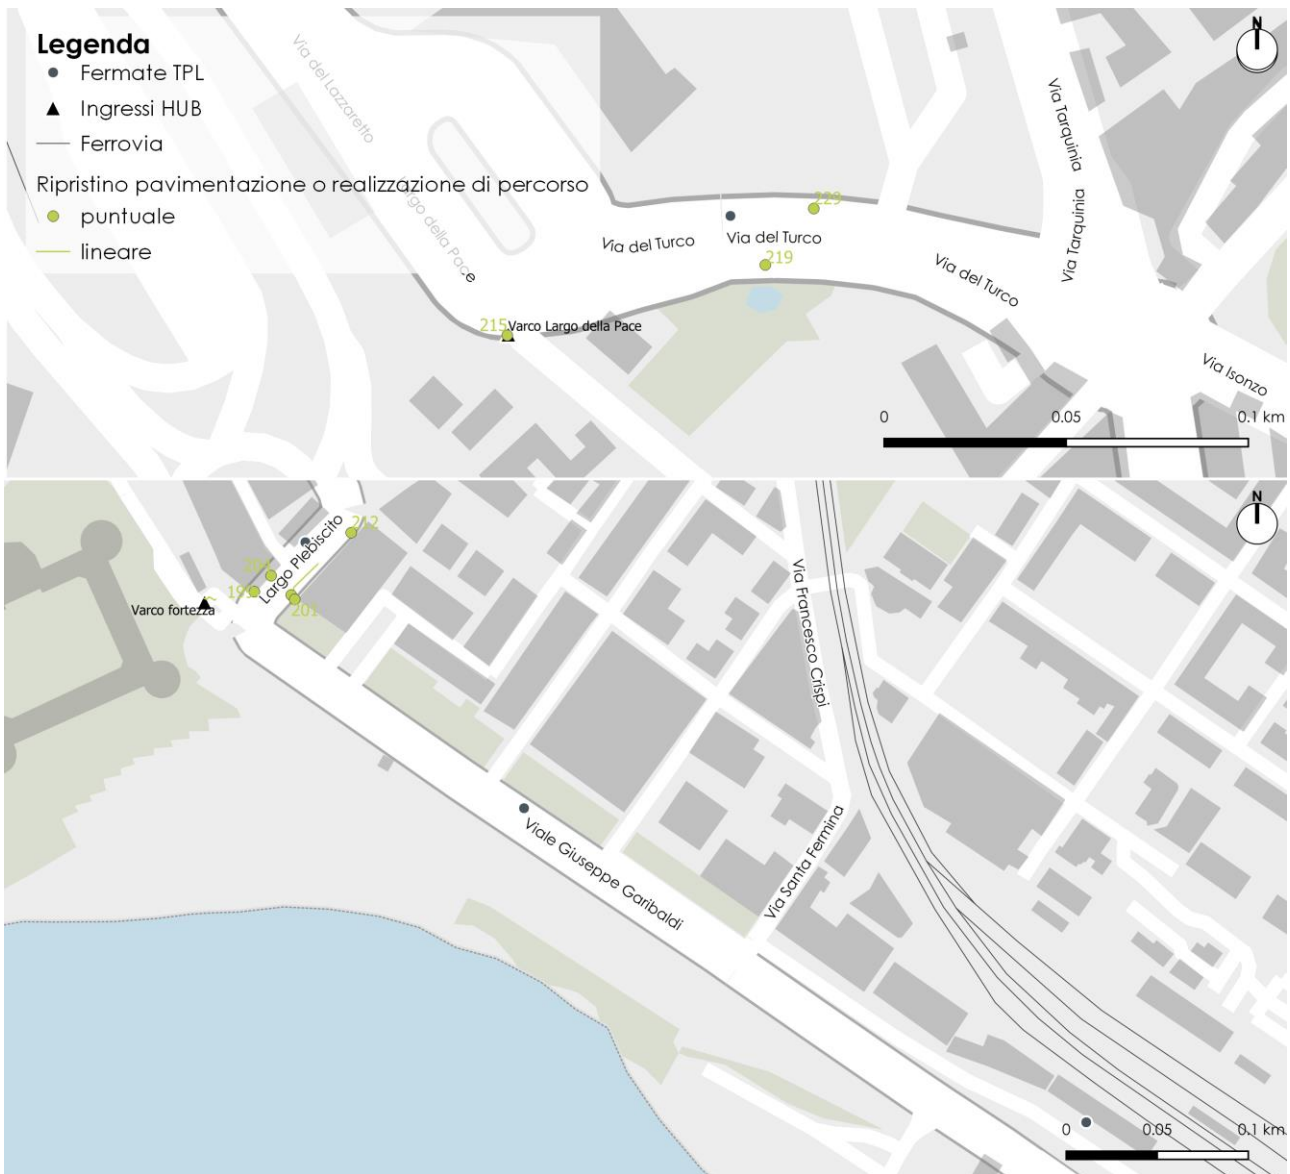 Legenda
Fermate TPL
Ingressi HUB
Ferrovia
Ripristino pavimentazione o realizzazione di percorso
puntuale
lineare
Via del Lazzaretto
Largo della Pace
N
Via Tarquinia
Via Tarquinia
229
Via del Turco
Via del Turco
219
Via del Turco
215
Varco Largo della Pace
Via Isonzo
0 0.05 0.1 km
N
212
Largo Plebiscito
Varco fortezza
201
Via Francesco Crispi
Viale Giuseppe Garibaldi
Via Santa Fermina
0 0.05 0.1 km